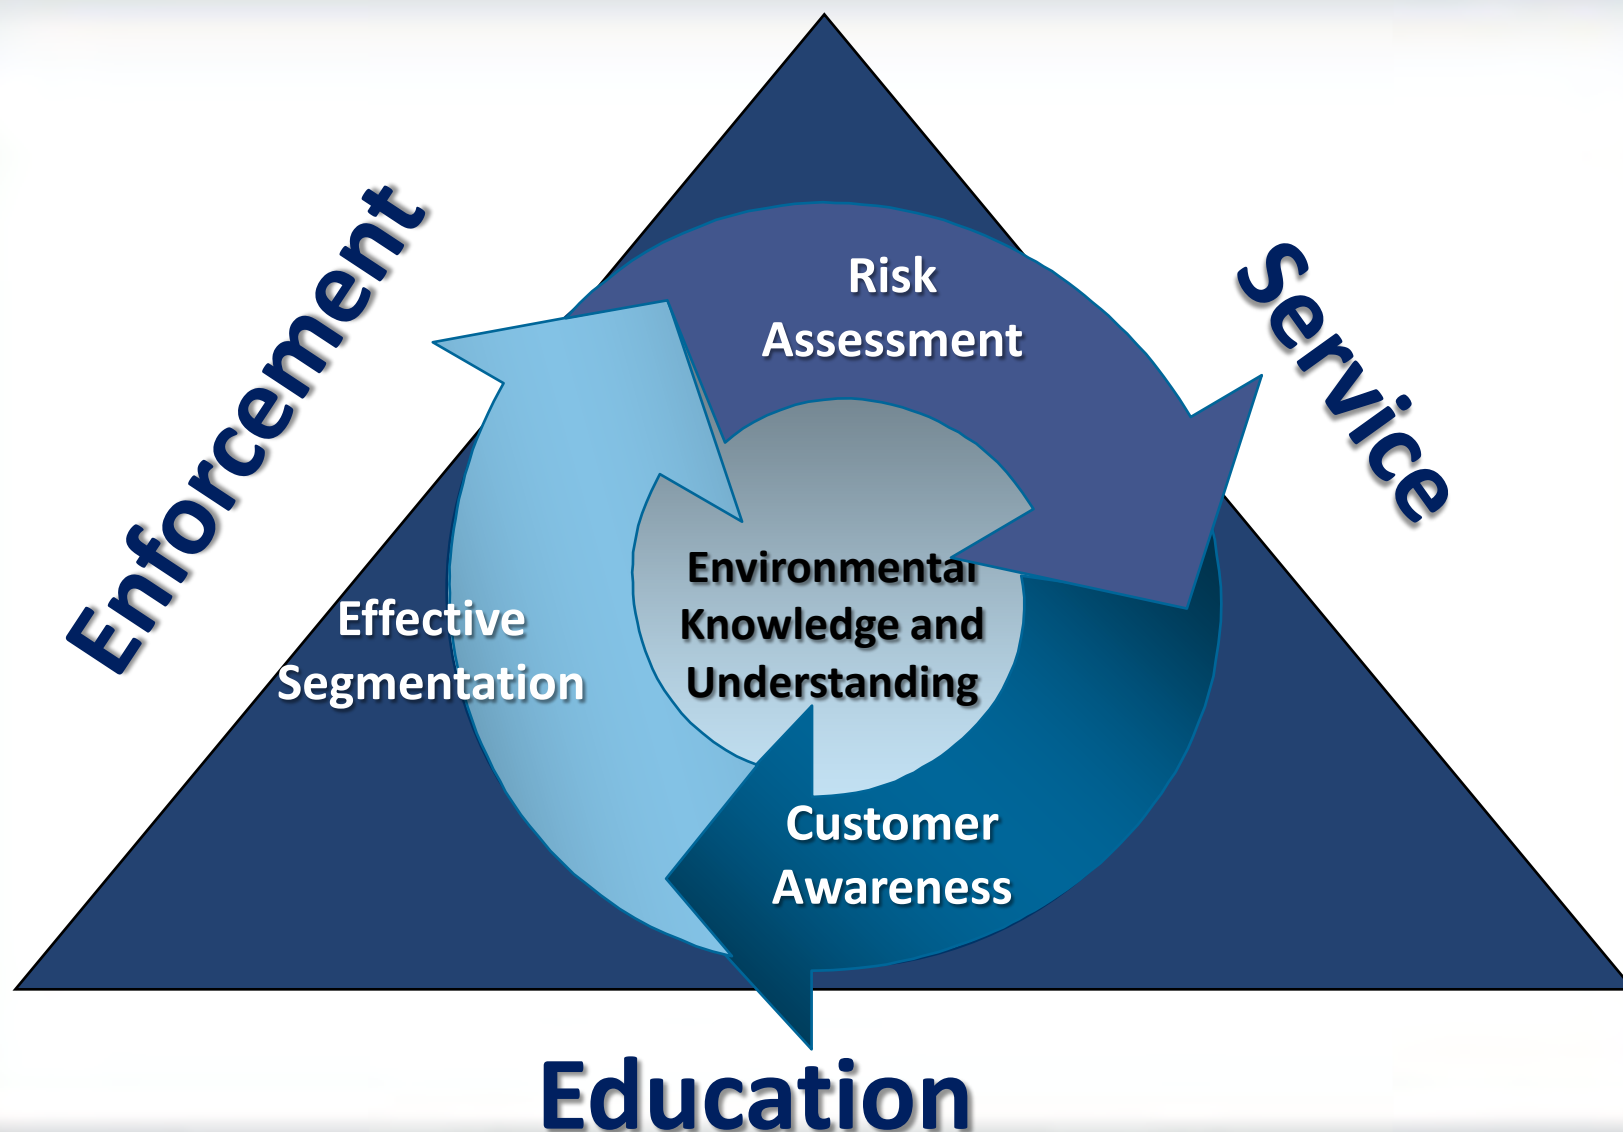 Enforcement
Service
Risk
Assessment
Environmental
Knowledge and
Understanding
Effective
Segmentation
Customer
Awareness
Education